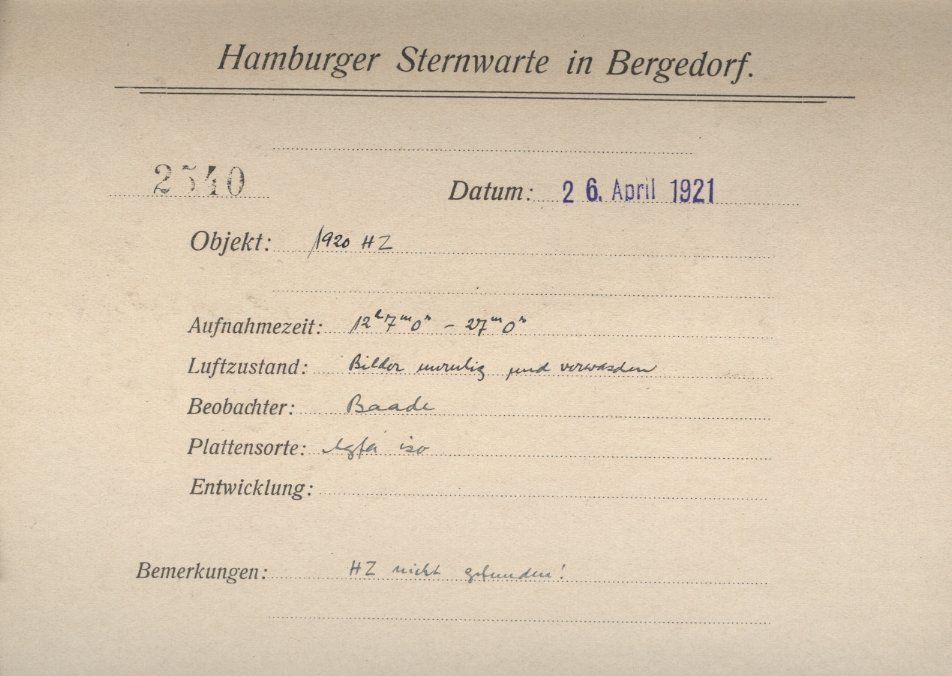 Hamburger Sternwarte in Bergedorf.
2540
Datum: 26. April 1921
Objekt: 1920 HZ
Aufnahmezeit: 12h7m0s – 27m0s
Luftzustand: Bilder unruhig und verwaschen
Beobachter: Baade
Plattensorte: Agfa iso
Entwicklung:
Bemerkungen: HZ nicht gefunden!